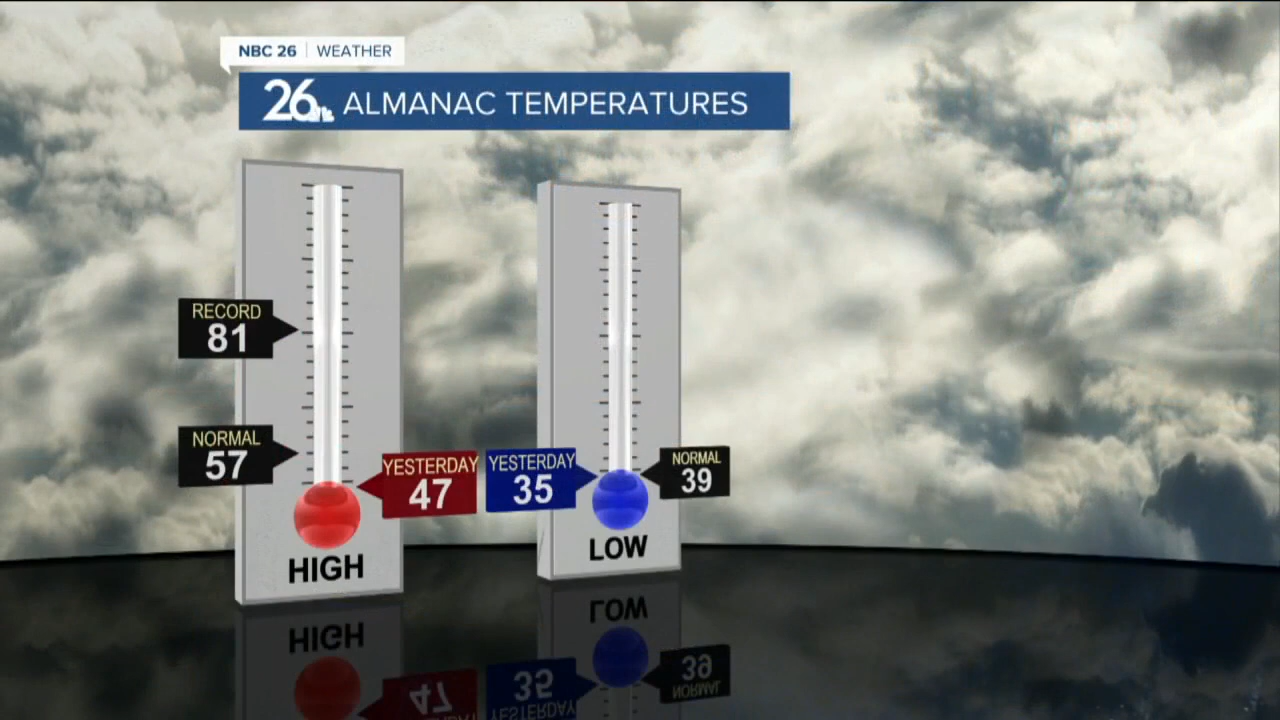 NBC 26 | WEATHER
26 ALMANAC TEMPERATURES
RECORD
81
NORMAL
57
YESTERDAY
47
HIGH
YESTERDAY
35
NORMAL
39
LOW